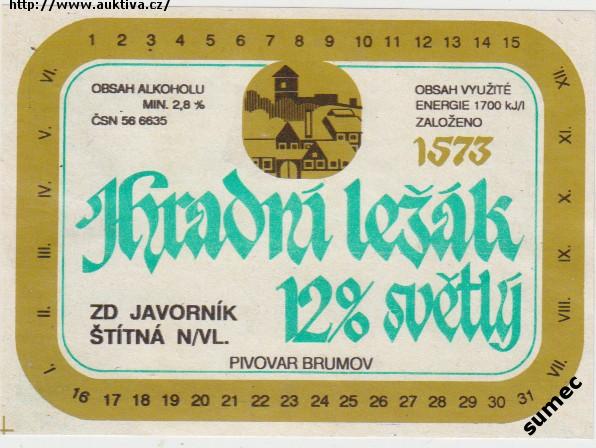 http://www.auktiva.cz/
1 2 3 4 5 6 7 8 9 10 11 12 13 14 15
OBSAH ALKOHOLU
MIN. 2,8 %
ČSN 56 6635
OBSAH VYUŽITÉ
ENERGIE 1700 kJ/l
ZALOŽENO
1573
Hradní ležák
12% světlý
ZD JAVORNÍK
ŠTÍTNÁ N/VL.
PIVOVAR BRUMOV
I. II. III. IV. V. VI.
VII. VIII. IX. X. XI. XII.
16 17 18 19 20 21 22 23 24 25 26 27 28 29 30 31
sumec